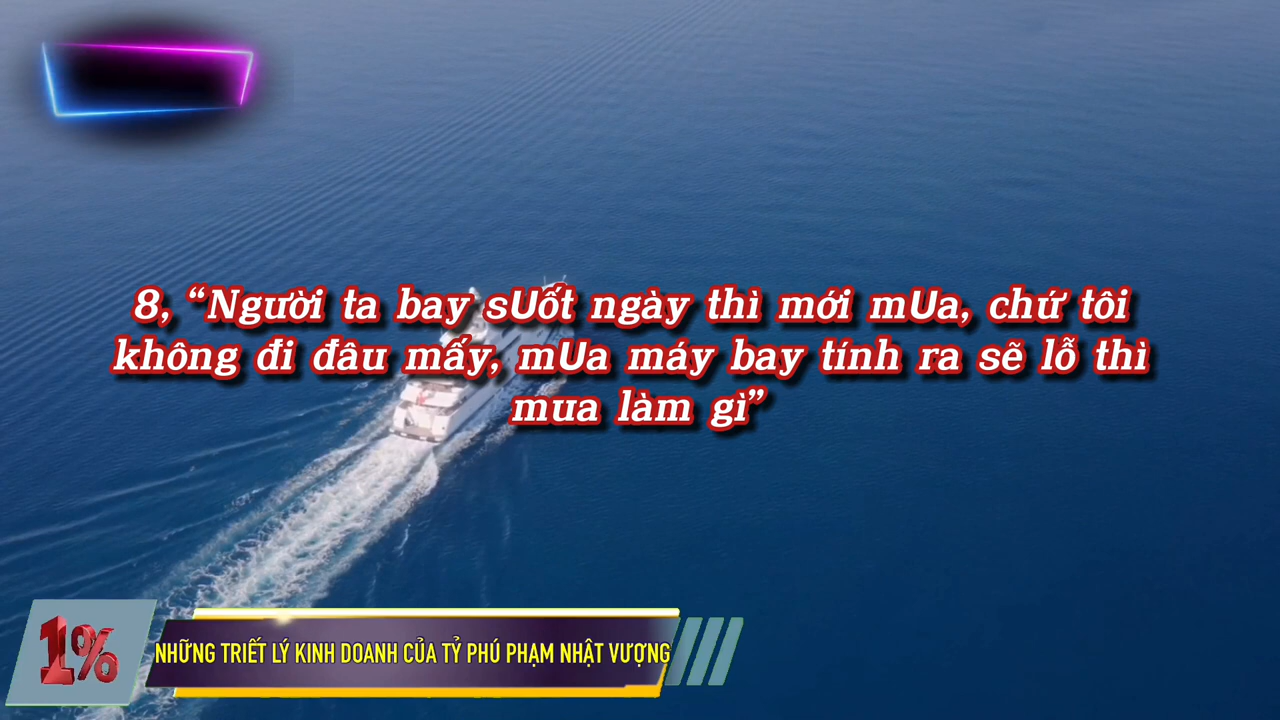 8, “Người ta bay sUốt ngày thì mới mUa, chứ tôi
không đi đâu mấy, mUa máy bay tính ra sẽ lỗ thì
mua làm gì”
1%
NHỮNG TRIẾT LÝ KINH DOANH CỦA TỶ PHÚ PHẠM NHẬT VƯỢNG